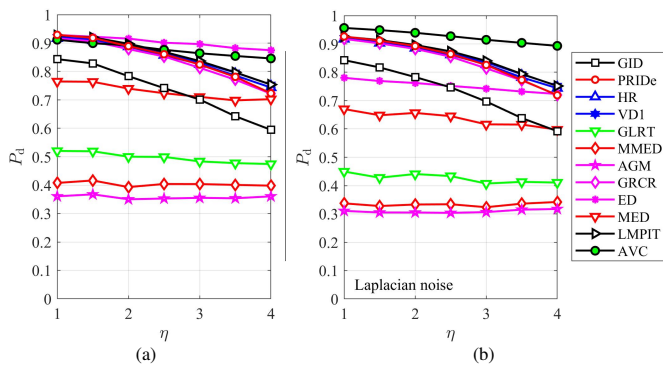 1
0.9
0.8
0.7
0.6
0.5
0.4
0.3
0.2
0.1
0
P_d
1 2 3 4
η
(a)
1
0.9
0.8
0.7
0.6
0.5
0.4
0.3
0.2
0.1
0
P_d
Laplacian noise
1 2 3 4
η
(b)
GID
PRIDe
HR
VD1
GLRT
MMED
AGM
GRCR
ED
MED
LMPIT
AVC